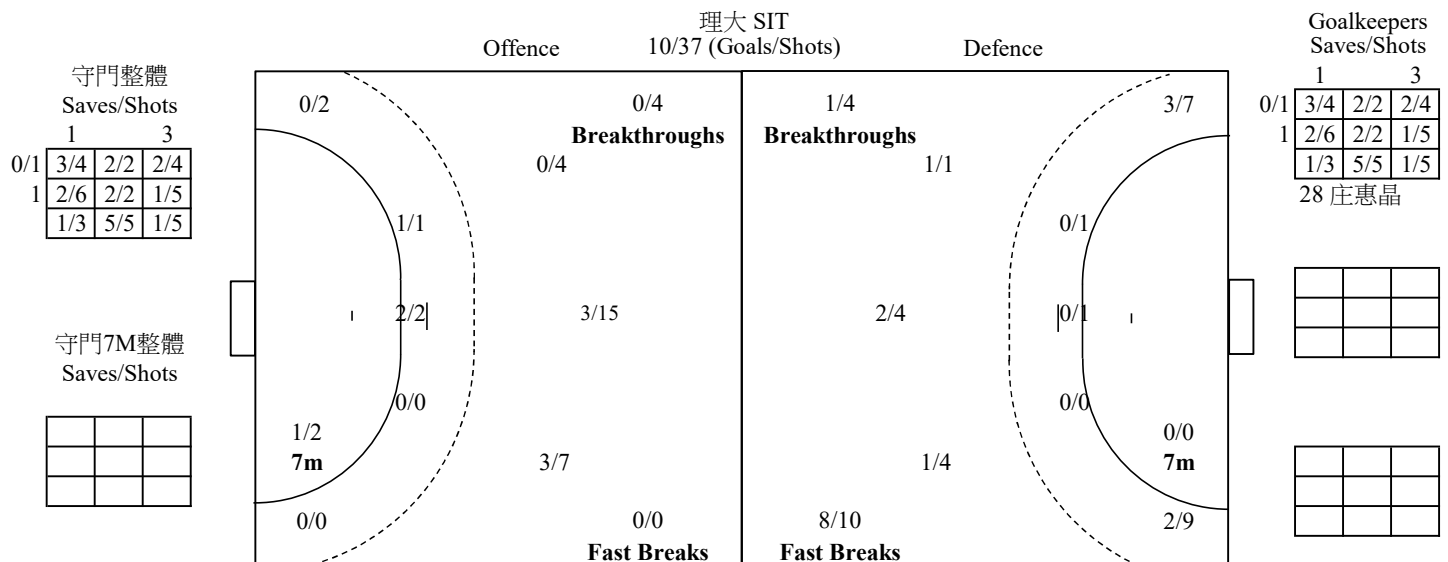 理大 SIT
10/37 (Goals/Shots)
Offence
Defence
守門整體
Saves/Shots
1 3
0/1 3/4 2/2 2/4
1 2/6 2/2 1/5
1/3 5/5 1/5
守門7M整體
Saves/Shots
0/2
0/4
Breakthroughs
0/4
1/1
2/2
3/15
0/0
1/2
7m
3/7
0/0
0/0
Fast Breaks
1/4
Breakthroughs
3/7
1/1
0/1
2/4
0/1
0/0
0/0
7m
1/4
8/10
Fast Breaks
2/9
Goalkeepers
Saves/Shots
1 3
0/1 3/4 2/2 2/4
1 2/6 2/2 1/5
1/3 5/5 1/5
28 庄惠晶